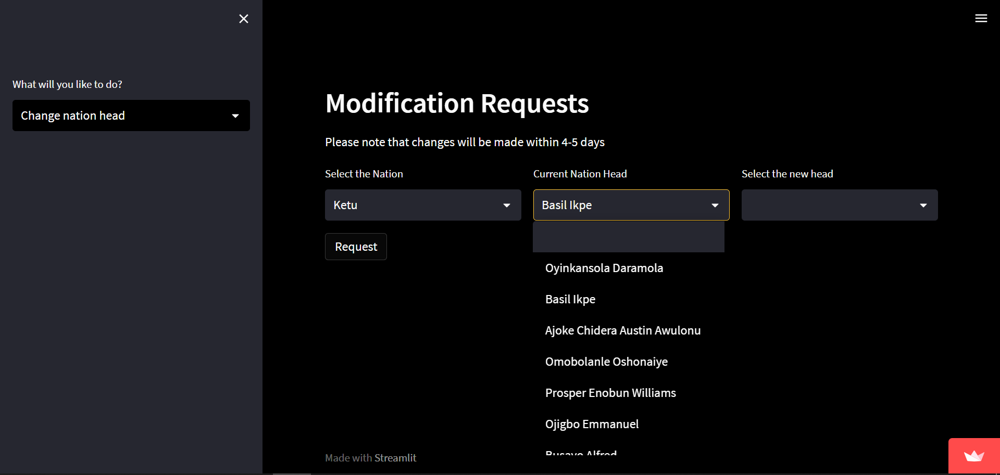 What will you like to do?
Change nation head
Modification Requests
Please note that changes will be made within 4-5 days
Select the Nation
Ketu
Current Nation Head
Basil Ikpe
Select the new head
Request
Oyinkansola Daramola
Basil Ikpe
Ajoke Chidera Austin Awulonu
Omobolanle Oshonaiye
Prosper Enobun Williams
Ojigbo Emmanuel
Busayo Alfred
Made with Streamlit